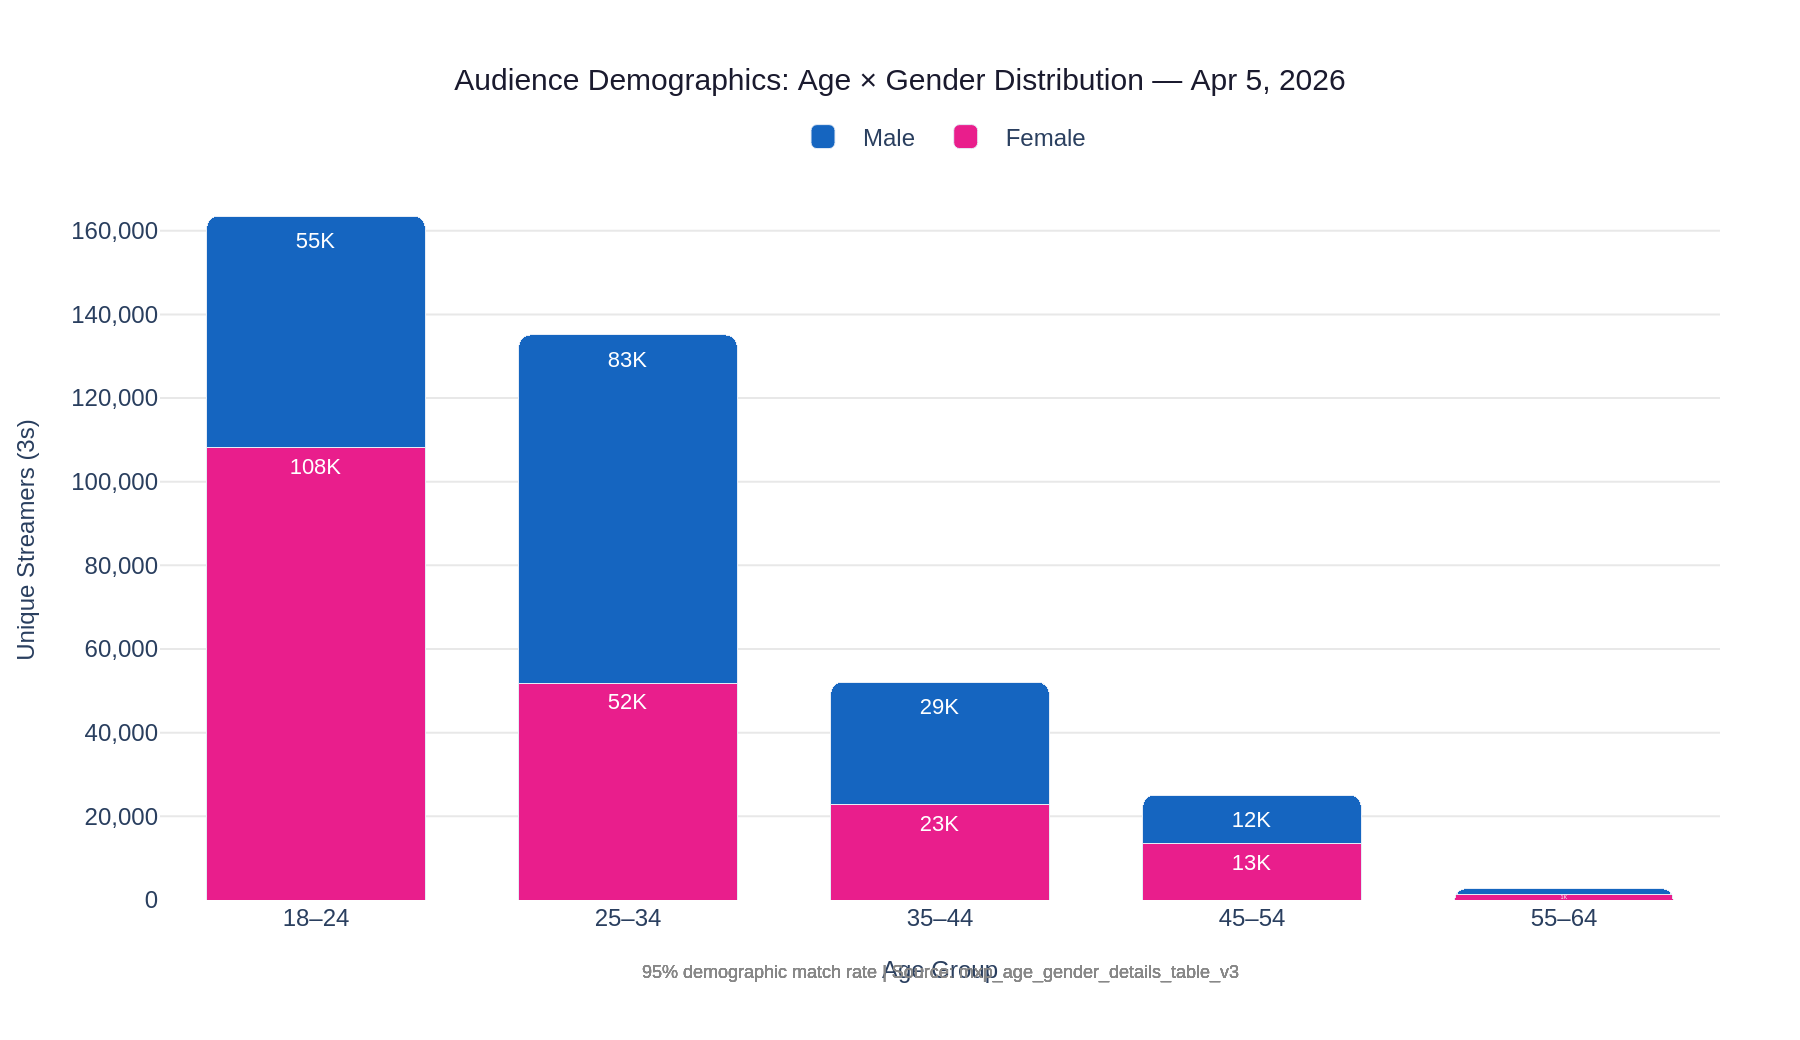 Audience Demographics: Age × Gender Distribution — Apr 5, 2026
Male
Female
Unique Streamers (3s)
160,000
140,000
120,000
100,000
80,000
60,000
40,000
20,000
0
55K
108K
83K
52K
29K
23K
12K
13K
18–24
25–34
35–44
45–54
55–64
Age Group
95% demographic match rate | Source: mxp_age_gender_details_table_v3